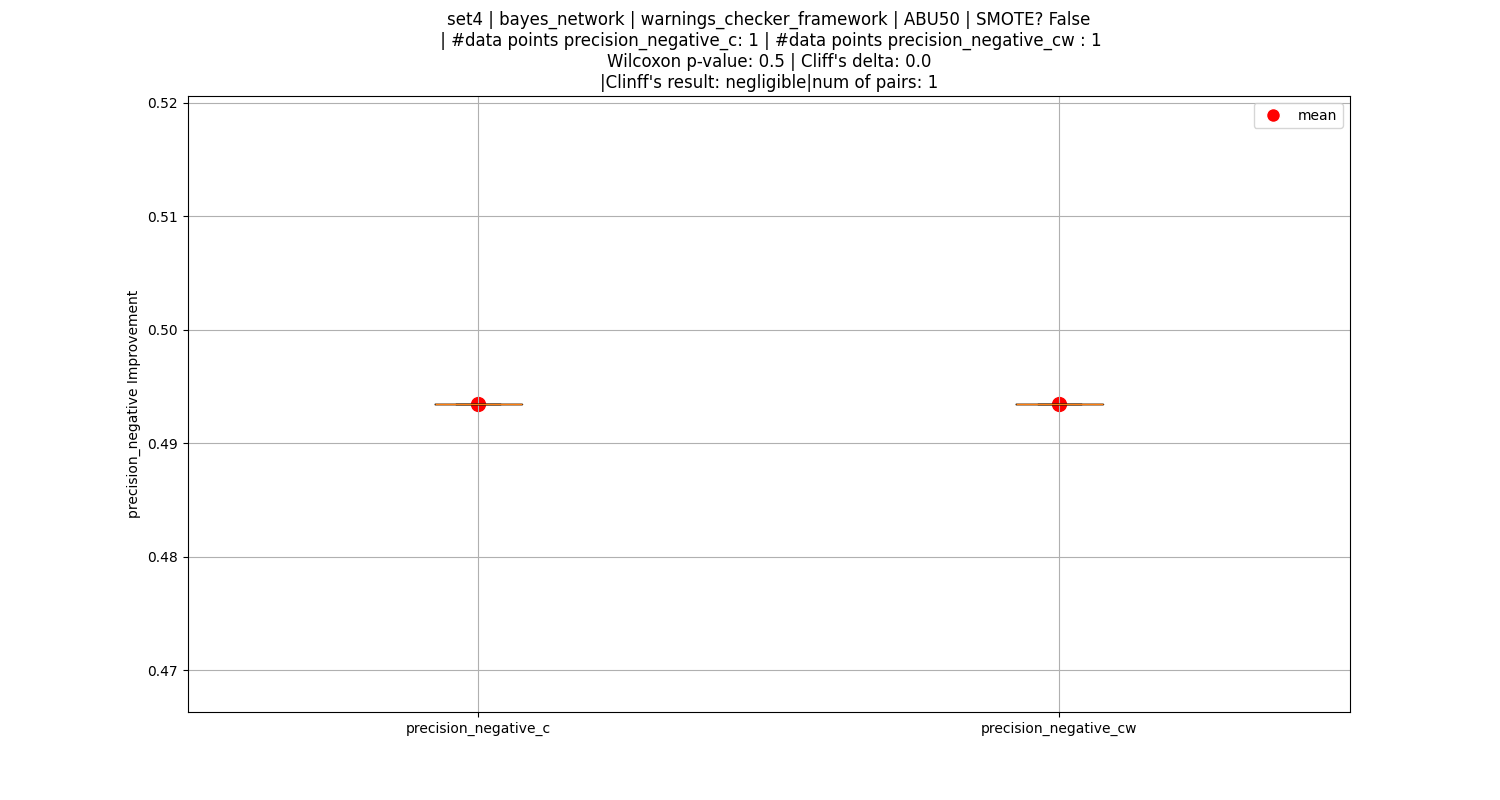 set4 | bayes_network | warnings_checker_framework | ABU50 | SMOTE? False
| #data points precision_negative_c: 1 | #data points precision_negative_cw : 1
Wilcoxon p-value: 0.5 | Cliff's delta: 0.0
|Clinff's result: negligible|num of pairs: 1
mean
0.52
0.51
0.50
0.49
0.48
0.47
precision_negative Improvement
precision_negative_c
precision_negative_cw